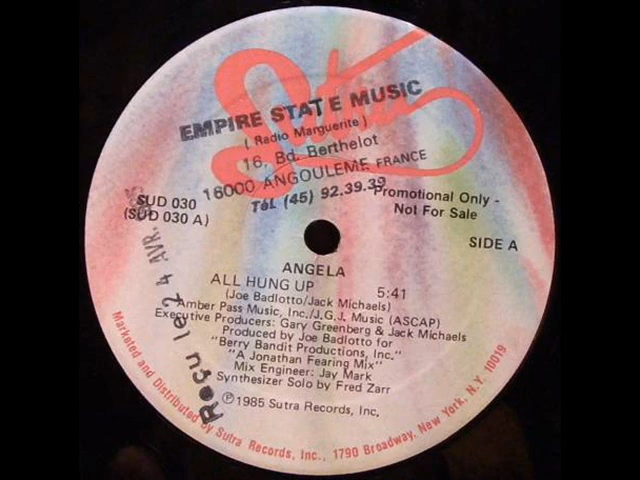 Sutra
EMPIRE STATE MUSIC
( Radio Marguerite )
16, Bd. Berthelot
16000 ANGOULEME FRANCE
Tél (45) 92.39.39
SUD 030
(SUD 030 A)
Promotional Only -
Not For Sale
SIDE A
Reçu le 24 AVR.
ANGELA
ALL HUNG UP 5:41
(Joe Badlotto/Jack Michaels)
Amber Pass Music, Inc./J.G.J. Music (ASCAP)
Executive Producers: Gary Greenberg & Jack Michaels
Produced by Joe Badlotto for
"Berry Bandit Productions, Inc."
"A Jonathan Fearing Mix"
Mix Engineer: Jay Mark
Synthesizer Solo by Fred Zarr
℗1985 Sutra Records, Inc.
Marketed and Distributed by Sutra Records, Inc., 1790 Broadway, New York, N.Y. 10019